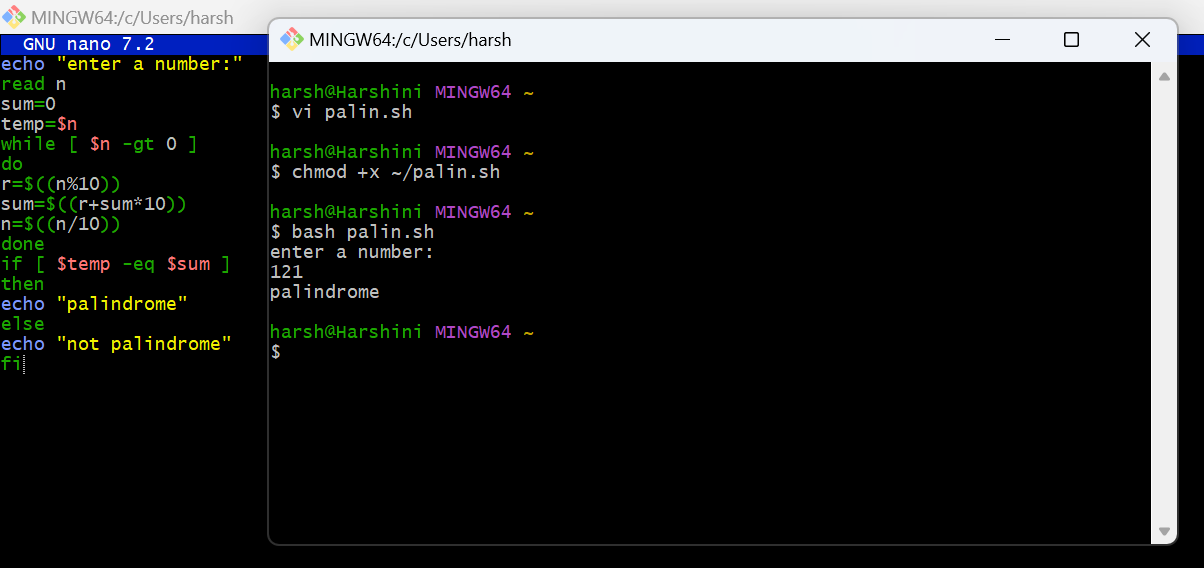 MINGW64:/c/Users/harsh
GNU nano 7.2
echo "enter a number:"
read n
sum=0
temp=$n
while [ $n -gt 0 ]
do
r=$((n%10))
sum=$((r+sum*10))
n=$((n/10))
done
if [ $temp -eq $sum ]
then
echo "palindrome"
else
echo "not palindrome"
fi
MINGW64:/c/Users/harsh
harsh@Harshini MINGW64 ~
$ vi palin.sh
harsh@Harshini MINGW64 ~
$ chmod +x ~/palin.sh
harsh@Harshini MINGW64 ~
$ bash palin.sh
enter a number:
121
palindrome
harsh@Harshini MINGW64 ~
$